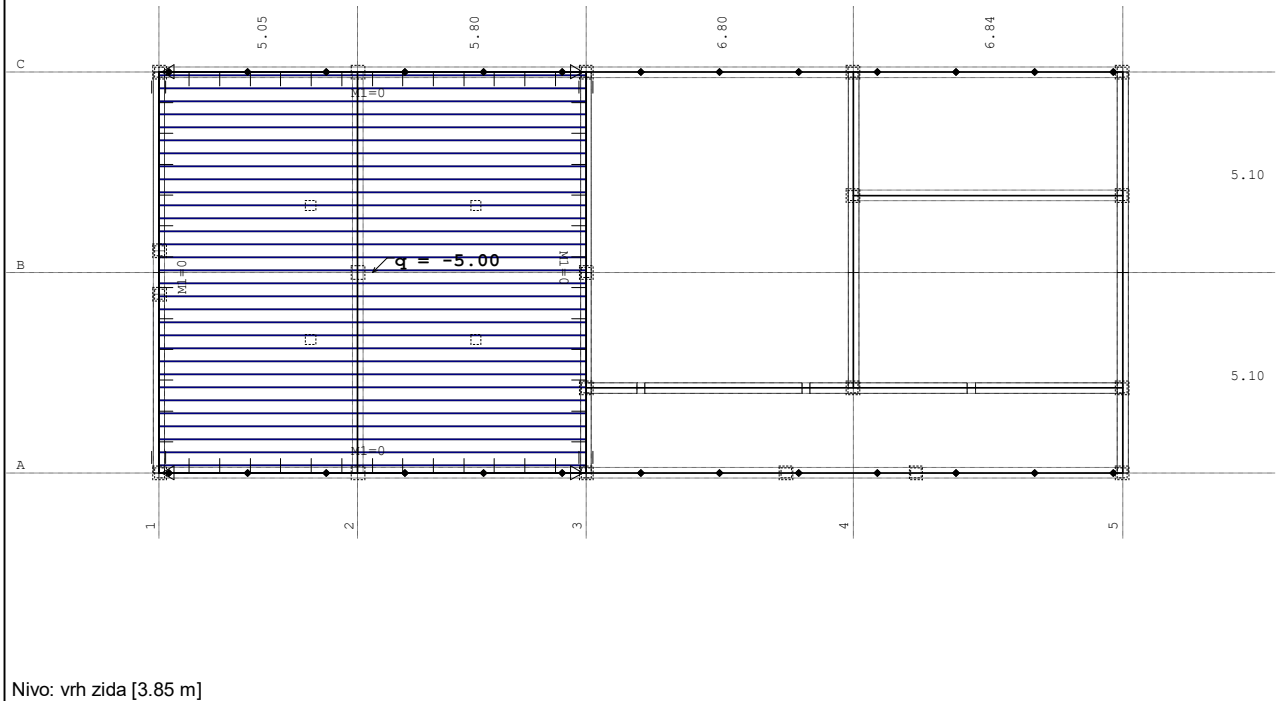 5.05
5.80
6.80
6.84
C
M1=0
5.10
B
M1=0
q = -5.00
M1=0
5.10
M1=0
A
1
2
3
4
5
Nivo: vrh zida [3.85 m]